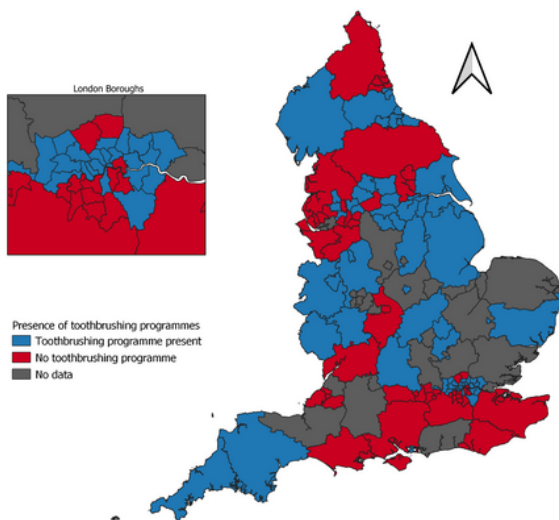 London Boroughs
Presence of toothbrushing programmes
Toothbrushing programme present
No toothbrushing programme
No data